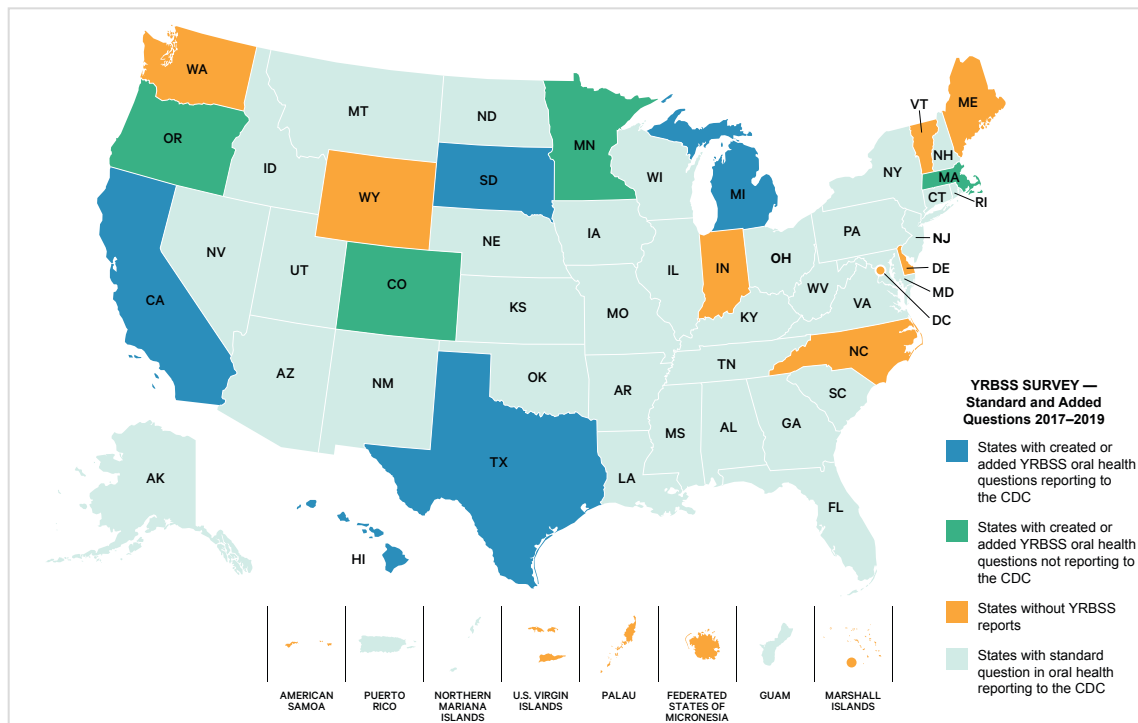 WA
MT
ND
MN
VT
ME
OR
ID
SD
WI
NH
NY
MA
WY
MI
CT
RI
NV
NE
IA
PA
NJ
UT
CO
IL
IN
OH
DE
CA
KS
MO
WV
VA
MD
KY
DC
AZ
NM
OK
TN
NC
AR
SC
MS
AL
GA
TX
LA
AK
FL
HI
YRBSS SURVEY —
Standard and Added
Questions 2017–2019
States with created or
added YRBSS oral health
questions reporting to
the CDC
States with created or
added YRBSS oral health
questions not reporting to
the CDC
States without YRBSS
reports
States with standard
question in oral health
reporting to the CDC
AMERICAN
SAMOA
PUERTO
RICO
NORTHERN
MARIANA
ISLANDS
U.S. VIRGIN
ISLANDS
PALAU
FEDERATED
STATES OF
MICRONESIA
GUAM
MARSHALL
ISLANDS